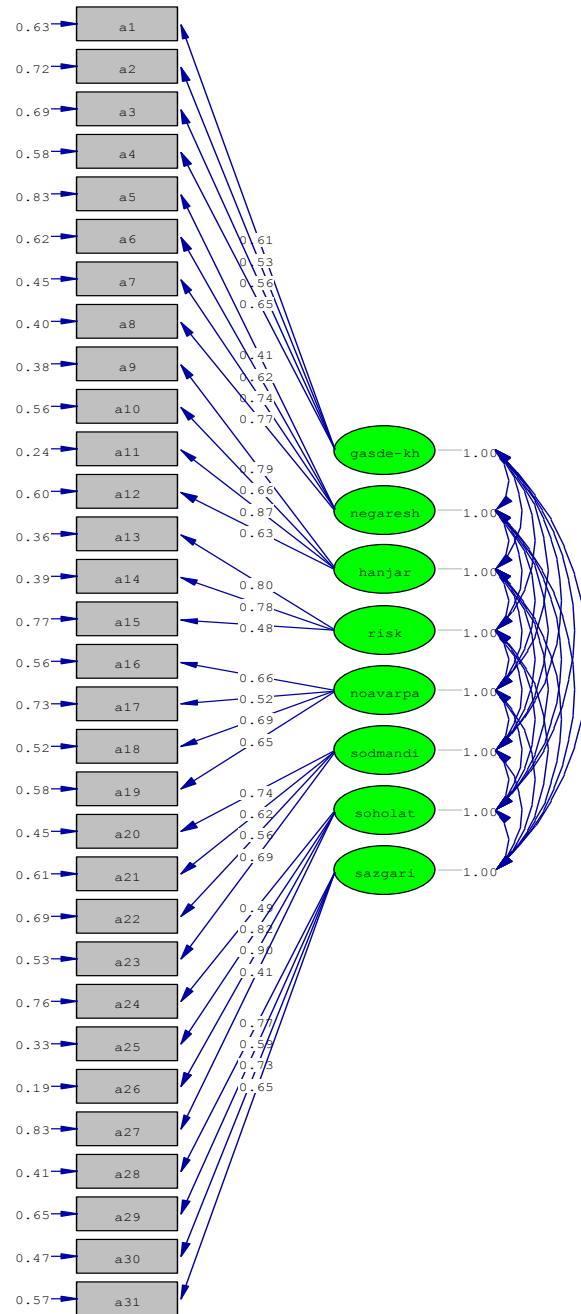 0.63 a1
0.72 a2
0.69 a3
0.58 a4
0.83 a5
0.62 a6
0.45 a7
0.40 a8
0.38 a9
0.56 a10
0.24 a11
0.60 a12
0.36 a13
0.39 a14
0.77 a15
0.56 a16
0.73 a17
0.52 a18
0.58 a19
0.45 a20
0.61 a21
0.69 a22
0.53 a23
0.76 a24
0.33 a25
0.19 a26
0.83 a27
0.41 a28
0.65 a29
0.47 a30
0.57 a31
0.61
0.53
0.56
0.65
0.41
0.62
0.74
0.77
0.79
0.66
0.87
0.63
0.80
0.78
0.48
0.66
0.52
0.69
0.65
0.74
0.62
0.56
0.69
0.49
0.82
0.90
0.41
0.77
0.59
0.73
0.65
gasde-kh 1.00
negaresh 1.00
hanjar 1.00
risk 1.00
noavarpa 1.00
sodmandi 1.00
soholat 1.00
sazgari 1.00